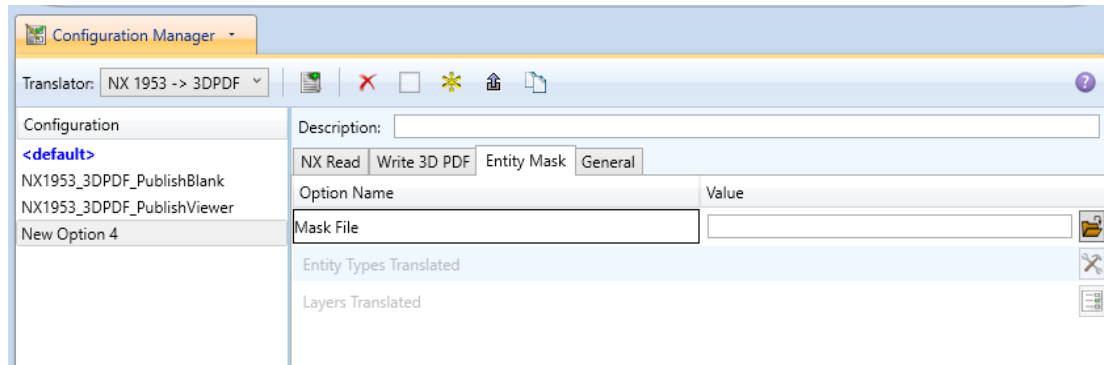 Configuration Manager
Translator: NX 1953 -> 3DPDF
Configuration
<default>
NX1953_3DPDF_PublishBlank
NX1953_3DPDF_PublishViewer
New Option 4
Description:
NX Read Write 3D PDF Entity Mask General
Option Name Value
Mask File
Entity Types Translated
Layers Translated